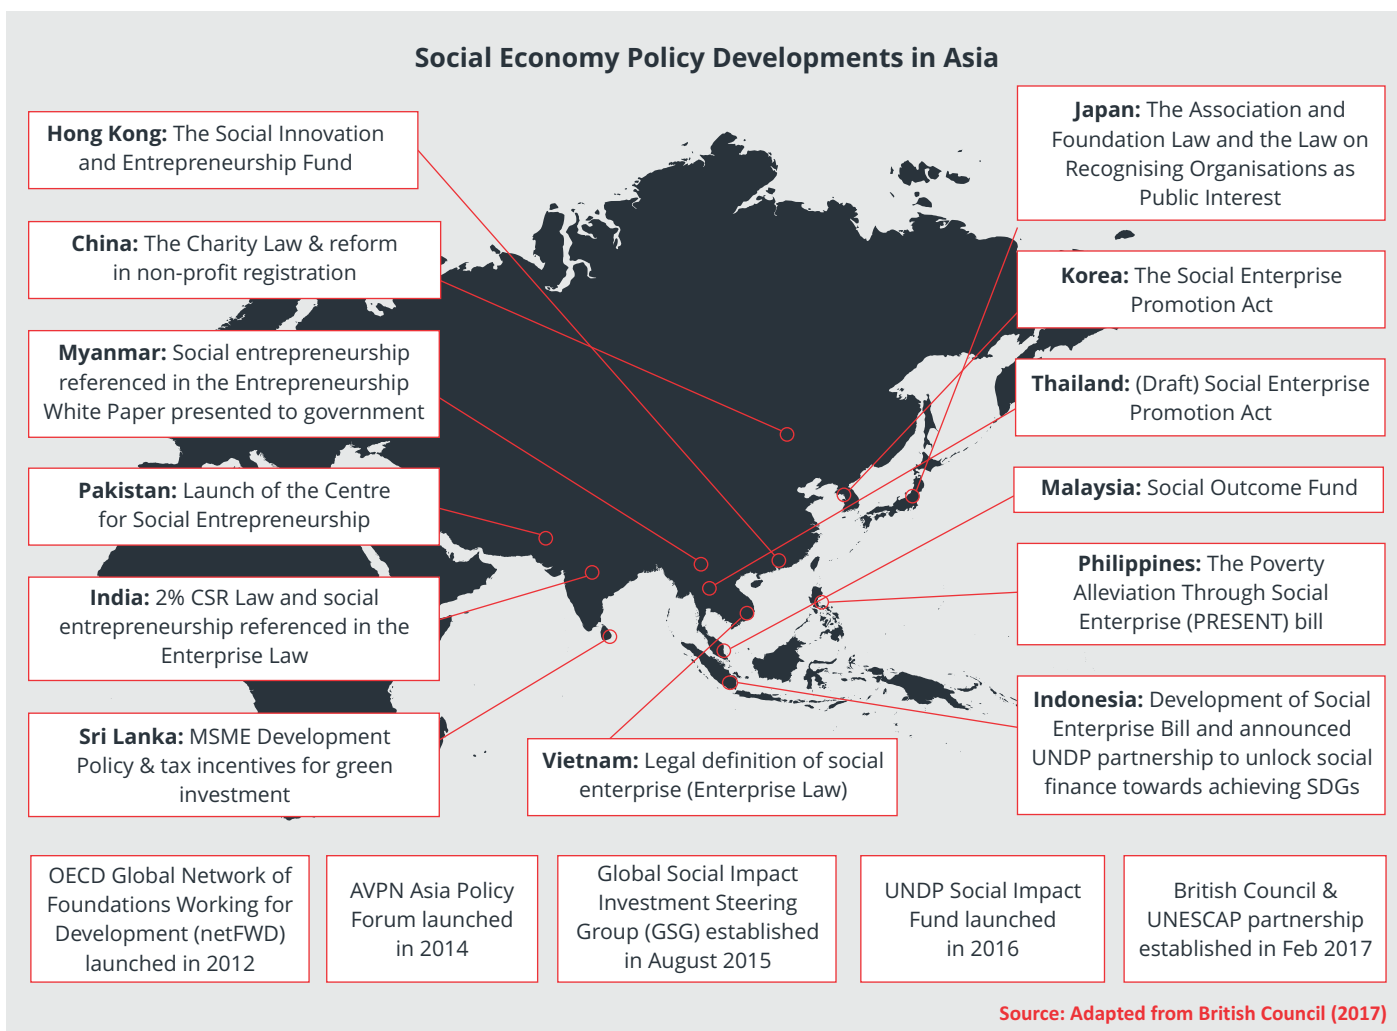 Social Economy Policy Developments in Asia
Hong Kong: The Social Innovation
and Entrepreneurship Fund
China: The Charity Law & reform
in non-profit registration
Myanmar: Social entrepreneurship
referenced in the Entrepreneurship
White Paper presented to government
Pakistan: Launch of the Centre
for Social Entrepreneurship
India: 2% CSR Law and social
entrepreneurship referenced in the
Enterprise Law
Sri Lanka: MSME Development
Policy & tax incentives for green
investment
Vietnam: Legal definition of social
enterprise (Enterprise Law)
Japan: The Association and
Foundation Law and the Law on
Recognising Organisations as
Public Interest
Korea: The Social Enterprise
Promotion Act
Thailand: (Draft) Social Enterprise
Promotion Act
Malaysia: Social Outcome Fund
Philippines: The Poverty
Alleviation Through Social
Enterprise (PRESENT) bill
Indonesia: Development of Social
Enterprise Bill and announced
UNDP partnership to unlock social
finance towards achieving SDGs
OECD Global Network of
Foundations Working for
Development (netFWD)
launched in 2012
AVPN Asia Policy
Forum launched
in 2014
Global Social Impact
Investment Steering
Group (GSG) established
in August 2015
UNDP Social Impact
Fund launched
in 2016
British Council &
UNESCAP partnership
established in Feb 2017
Source: Adapted from British Council (2017)